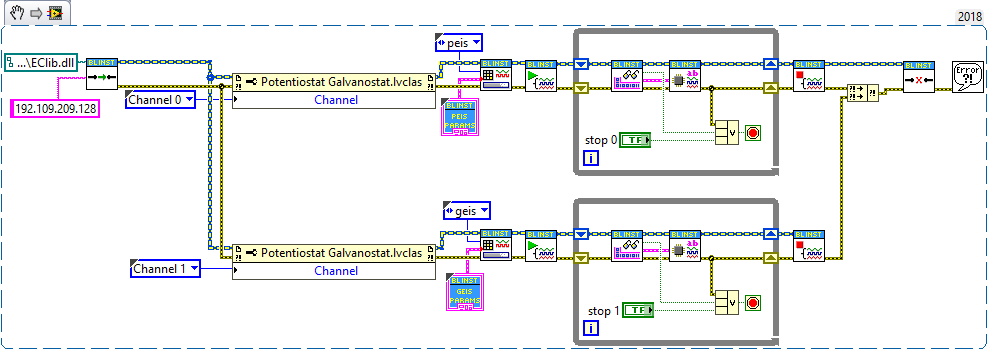 2018
...\EClib.dll
BLINST
192.109.209.128
Channel 0
Potentiostat Galvanostat.lvclas
Channel
peis
BLINST
BLINST
BLINST
PEIS
PARAMS
BLINST
BLINST
ab
stop 0
TF
i
V
BLINST
?!
?!
?!
BLINST
Error
?!
Channel 1
Potentiostat Galvanostat.lvclas
Channel
geis
BLINST
BLINST
BLINST
GEIS
PARAMS
BLINST
BLINST
ab
stop 1
TF
i
V
BLINST